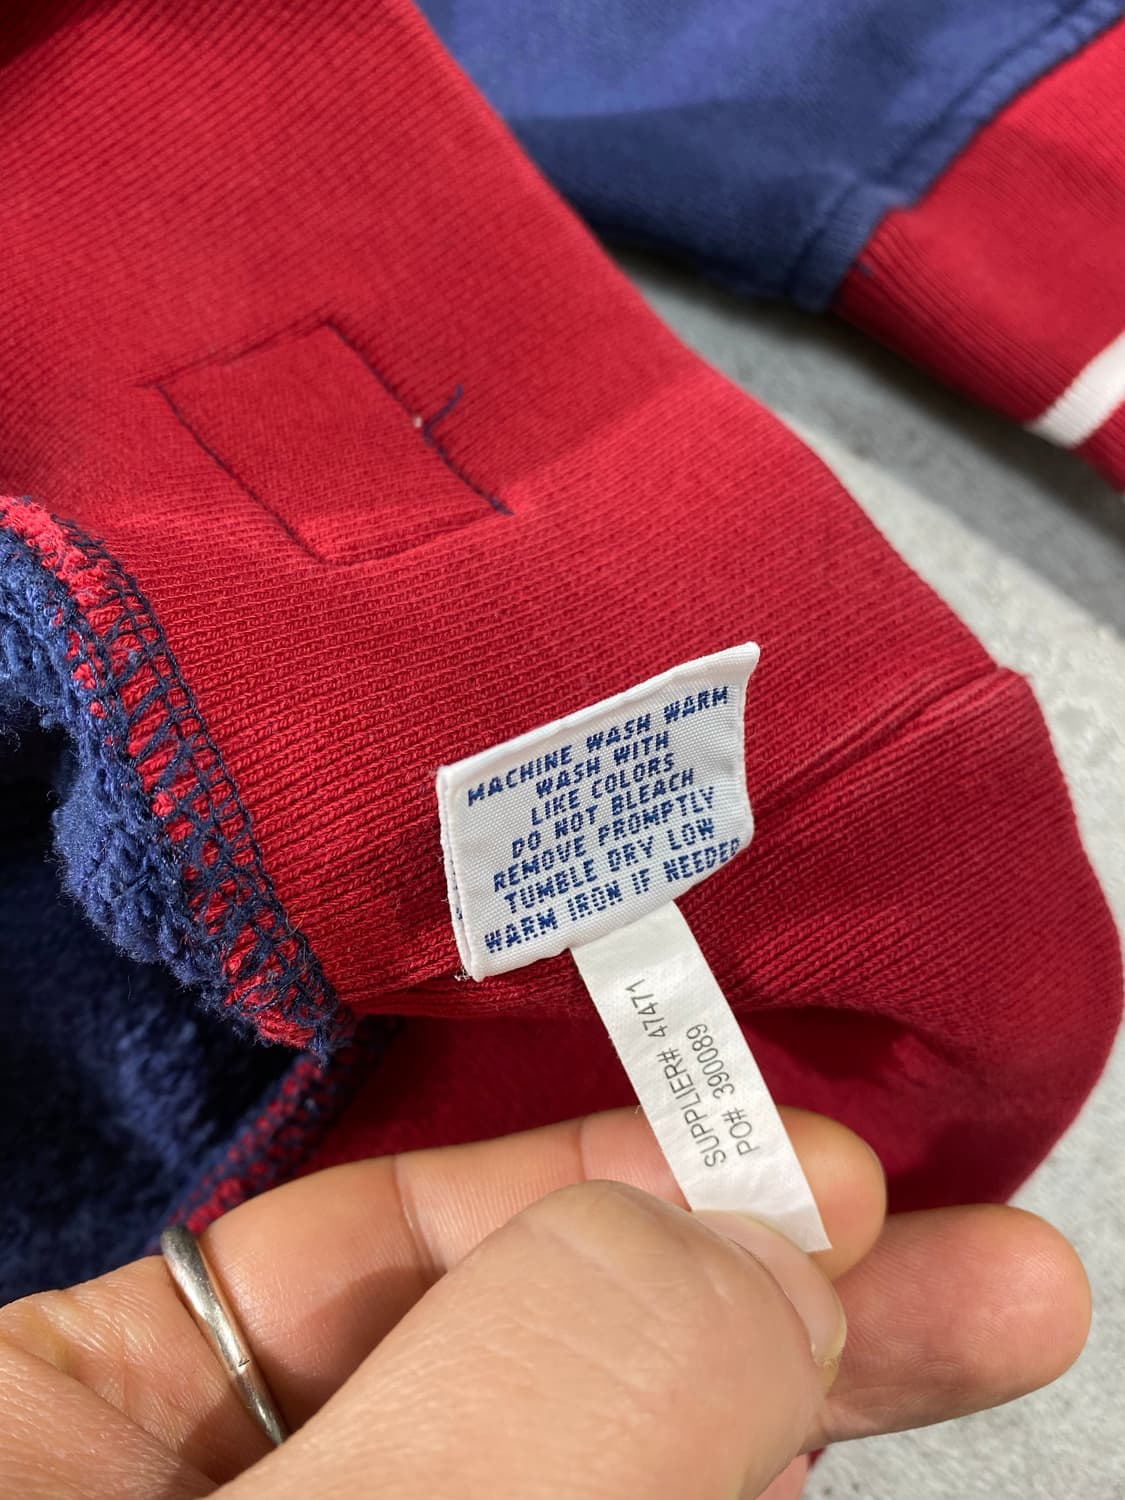 MACHINE WASH WARM
WASH WITH
LIKE COLORS
DO NOT BLEACH
REMOVE PROMPTLY
TUMBLE DRY LOW
WARM IRON IF NEEDED
SUPPLIER# 47471
PO# 390089